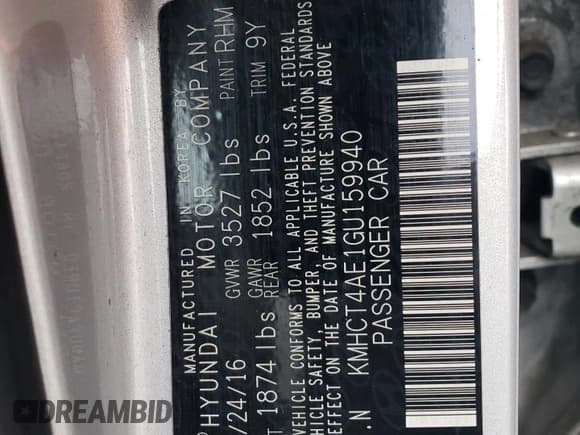 MANUFACTURED IN KOREA BY
HYUNDAI MOTOR COMPANY
/24/16 GVWR 3527 lbs PAINT RHM
1874 lbs GAWR REAR 1852 lbs TRIM 9Y
VEHICLE CONFORMS TO ALL APPLICABLE U.S.A. FEDERAL
VEHICLE SAFETY, BUMPER, AND THEFT PREVENTION STANDARDS
EFFECT ON THE DATE OF MANUFACTURE SHOWN ABOVE
.N KMHCT4AE1GU159940
PASSENGER CAR
DREAMBID